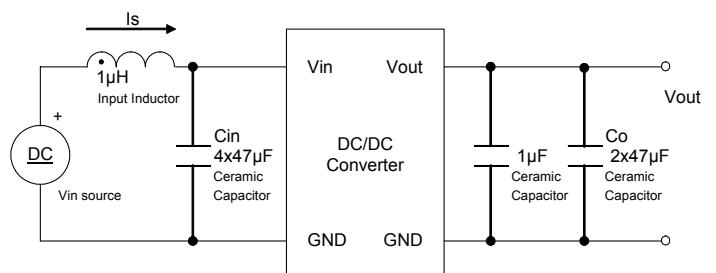 Is
1µH
Input Inductor
+
DC
Vin source
Cin
4x47µF
Ceramic
Capacitor
Vin
Vout
DC/DC
Converter
GND
GND
1µF
Ceramic
Capacitor
Co
2x47µF
Ceramic
Capacitor
Vout